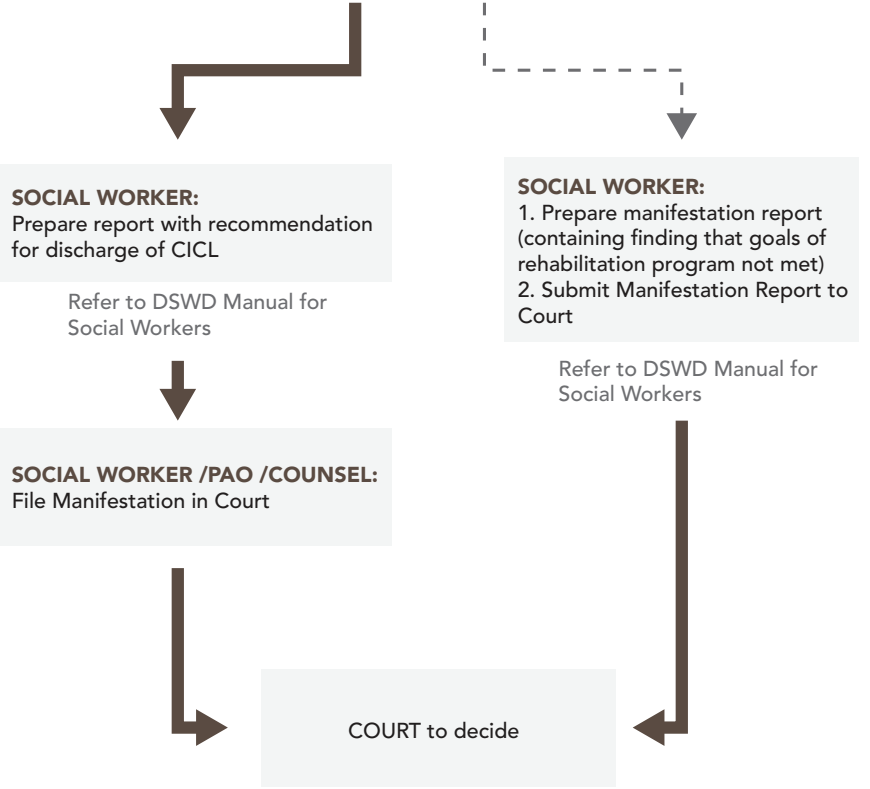 SOCIAL WORKER:
Prepare report with recommendation
for discharge of CICL
Refer to DSWD Manual for
Social Workers
SOCIAL WORKER /PAO /COUNSEL:
File Manifestation in Court
SOCIAL WORKER:
1. Prepare manifestation report
(containing finding that goals of
rehabilitation program not met)
2. Submit Manifestation Report to
Court
Refer to DSWD Manual for
Social Workers
COURT to decide